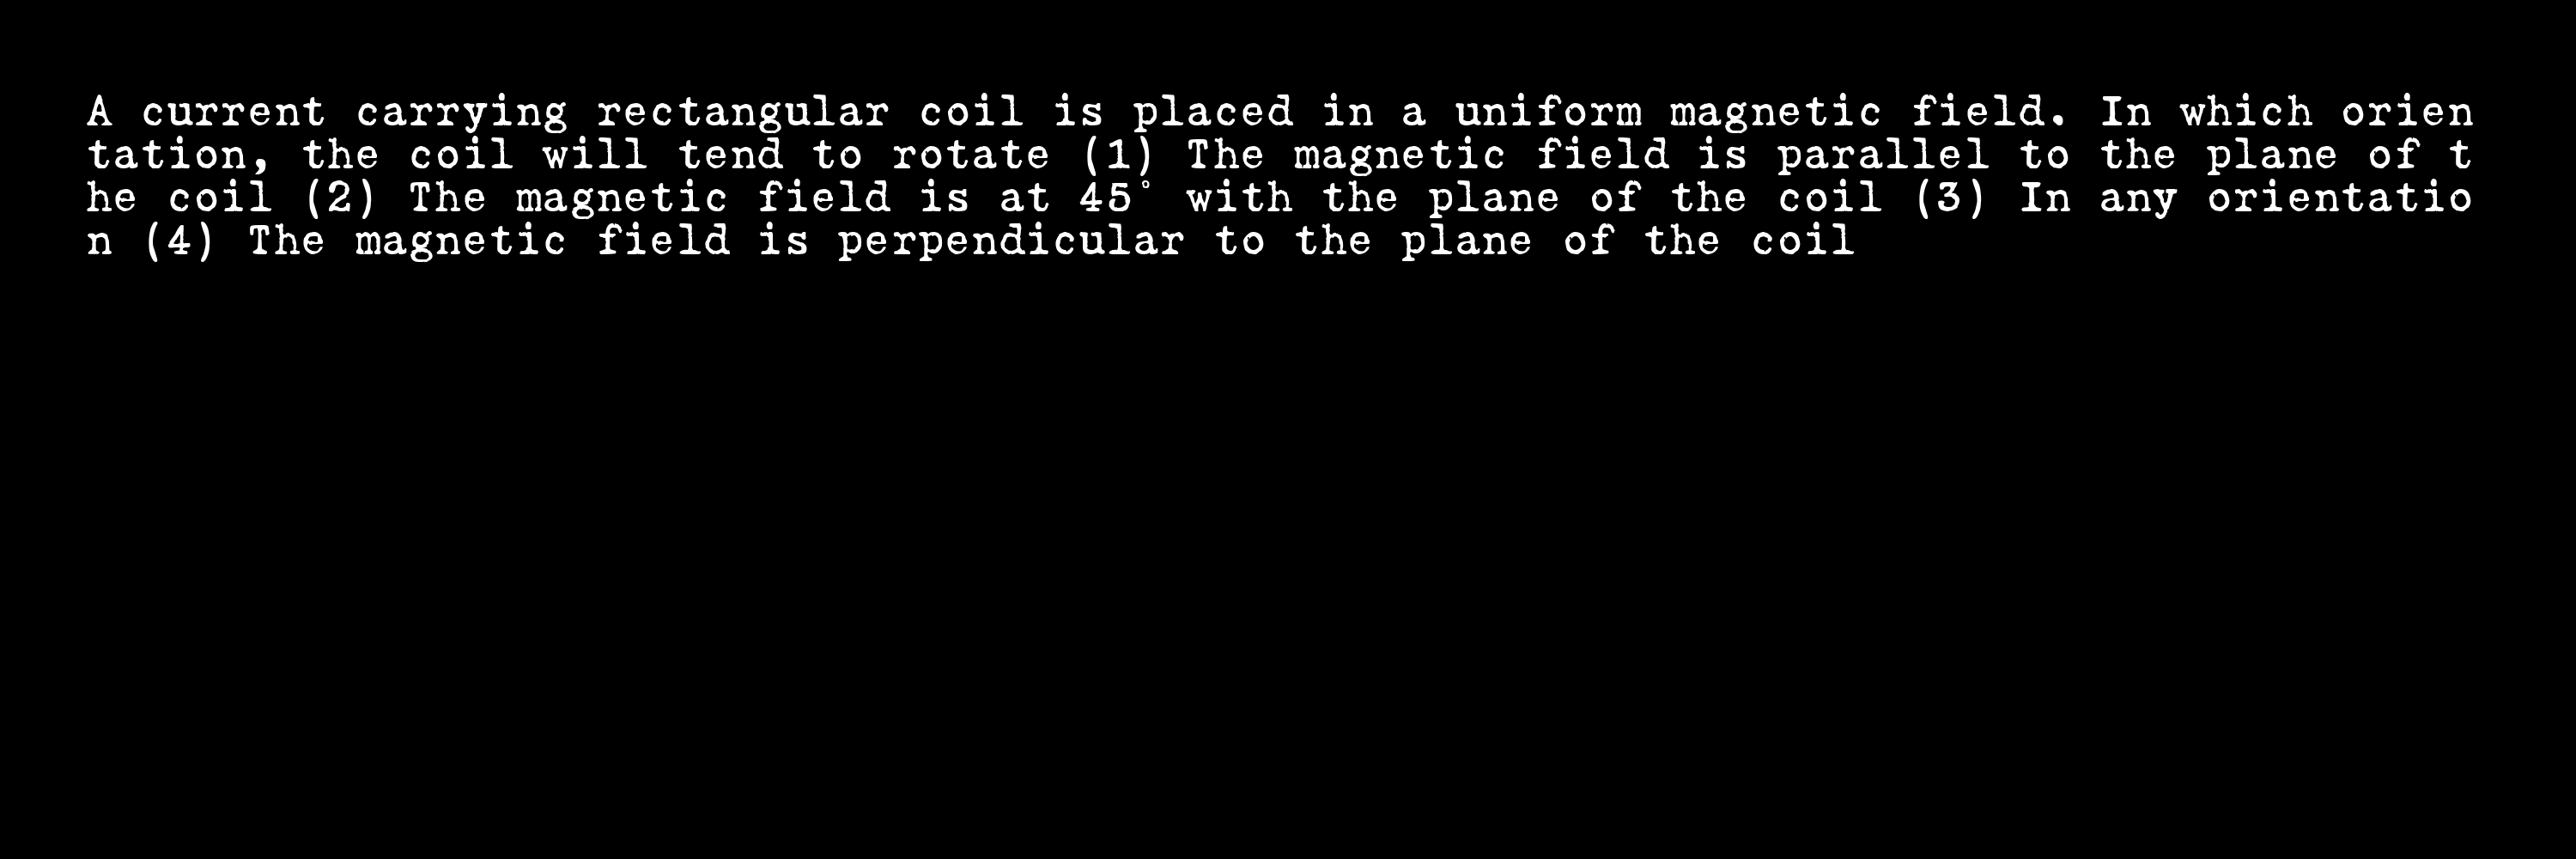 A current carrying rectangular coil is placed in a uniform magnetic field. In which orien
tation, the coil will tend to rotate (1) The magnetic field is parallel to the plane of t
he coil (2) The magnetic field is at 45° with the plane of the coil (3) In any orientatio
n (4) The magnetic field is perpendicular to the plane of the coil